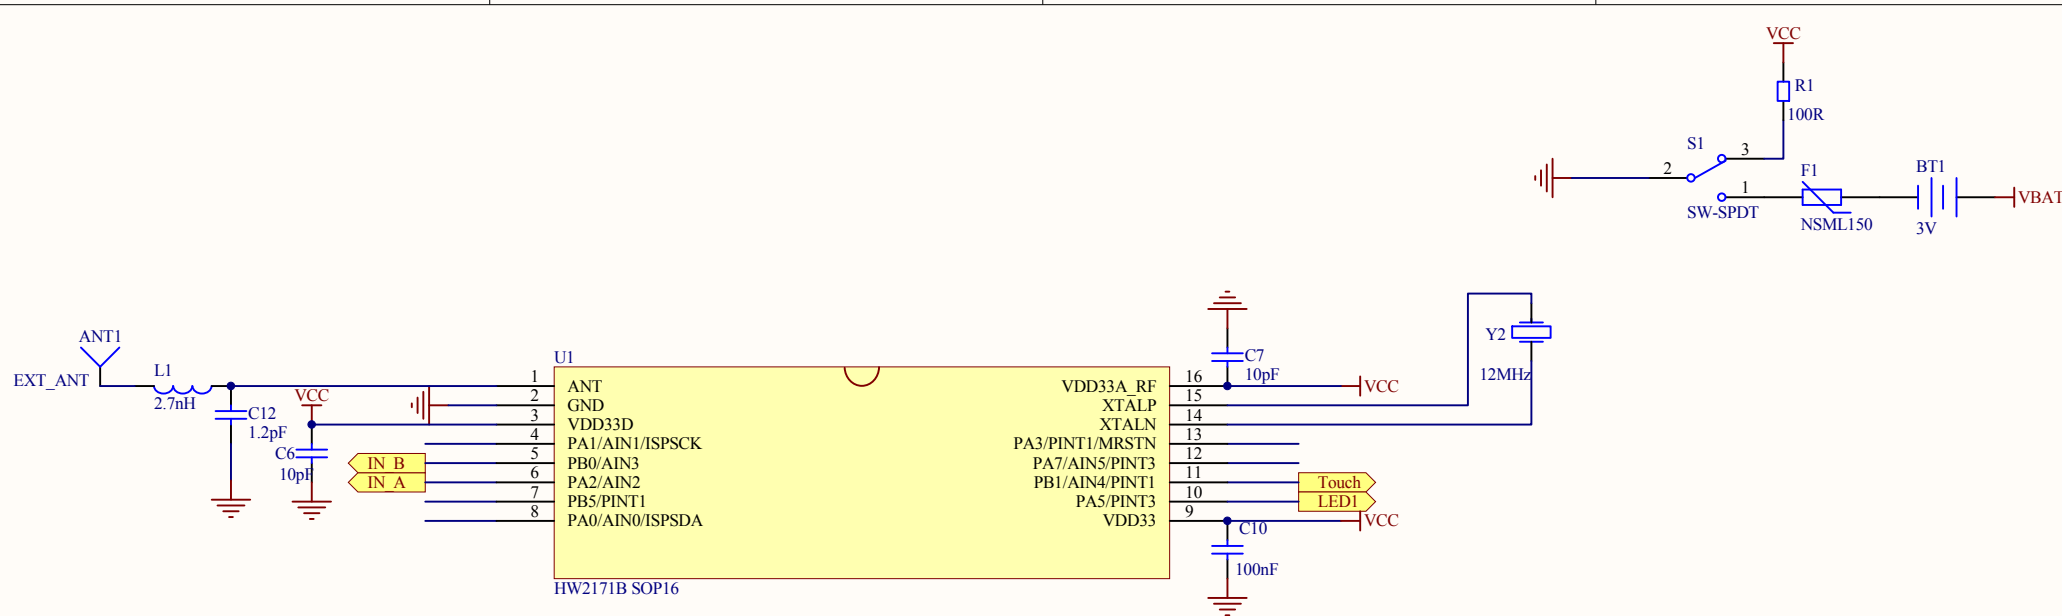 VCC
R1
100R
S1
3
2
1
SW-SPDT
F1
NSML150
BT1
3V
VBAT
ANT1
EXT_ANT
L1
2.7nH
C12
1.2pF
VCC
C6
10pF
IN_B
IN_A
U1
1 ANT
2 GND
3 VDD33D
4 PA1/AIN1/ISPSCK
5 PB0/AIN3
6 PA2/AIN2
7 PB5/PINT1
8 PA0/AIN0/ISPSDA
VDD33A_RF 16
XTALP 15
XTALN 14
PA3/PINT1/MRSTN 13
PA7/AIN5/PINT3 12
PB1/AIN4/PINT1 11
PA5/PINT3 10
VDD33 9
HW2171B SOP16
C7
10pF
VCC
Y2
12MHz
Touch
LED1
VCC
C10
100nF